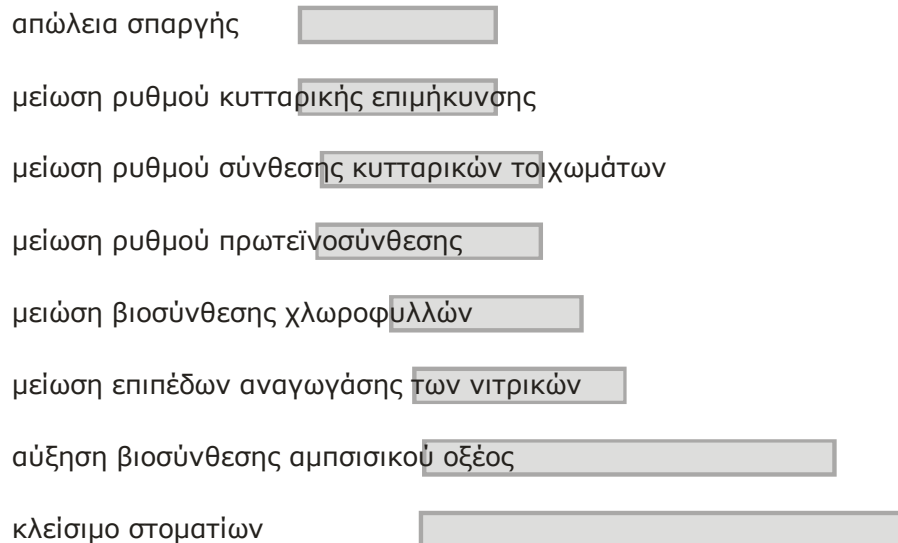 απώλεια σπαργής
μείωση ρυθμού κυτταρικής επιμήκυνσης
μείωση ρυθμού σύνθεσης κυτταρικών τοιχωμάτων
μείωση ρυθμού πρωτεϊνοσύνθεσης
μειώση βιοσύνθεσης χλωροφυλλών
μείωση επιπέδων αναγωγάσης των νιτρικών
αύξηση βιοσύνθεσης αμπσισικού οξέος
κλείσιμο στοματίων